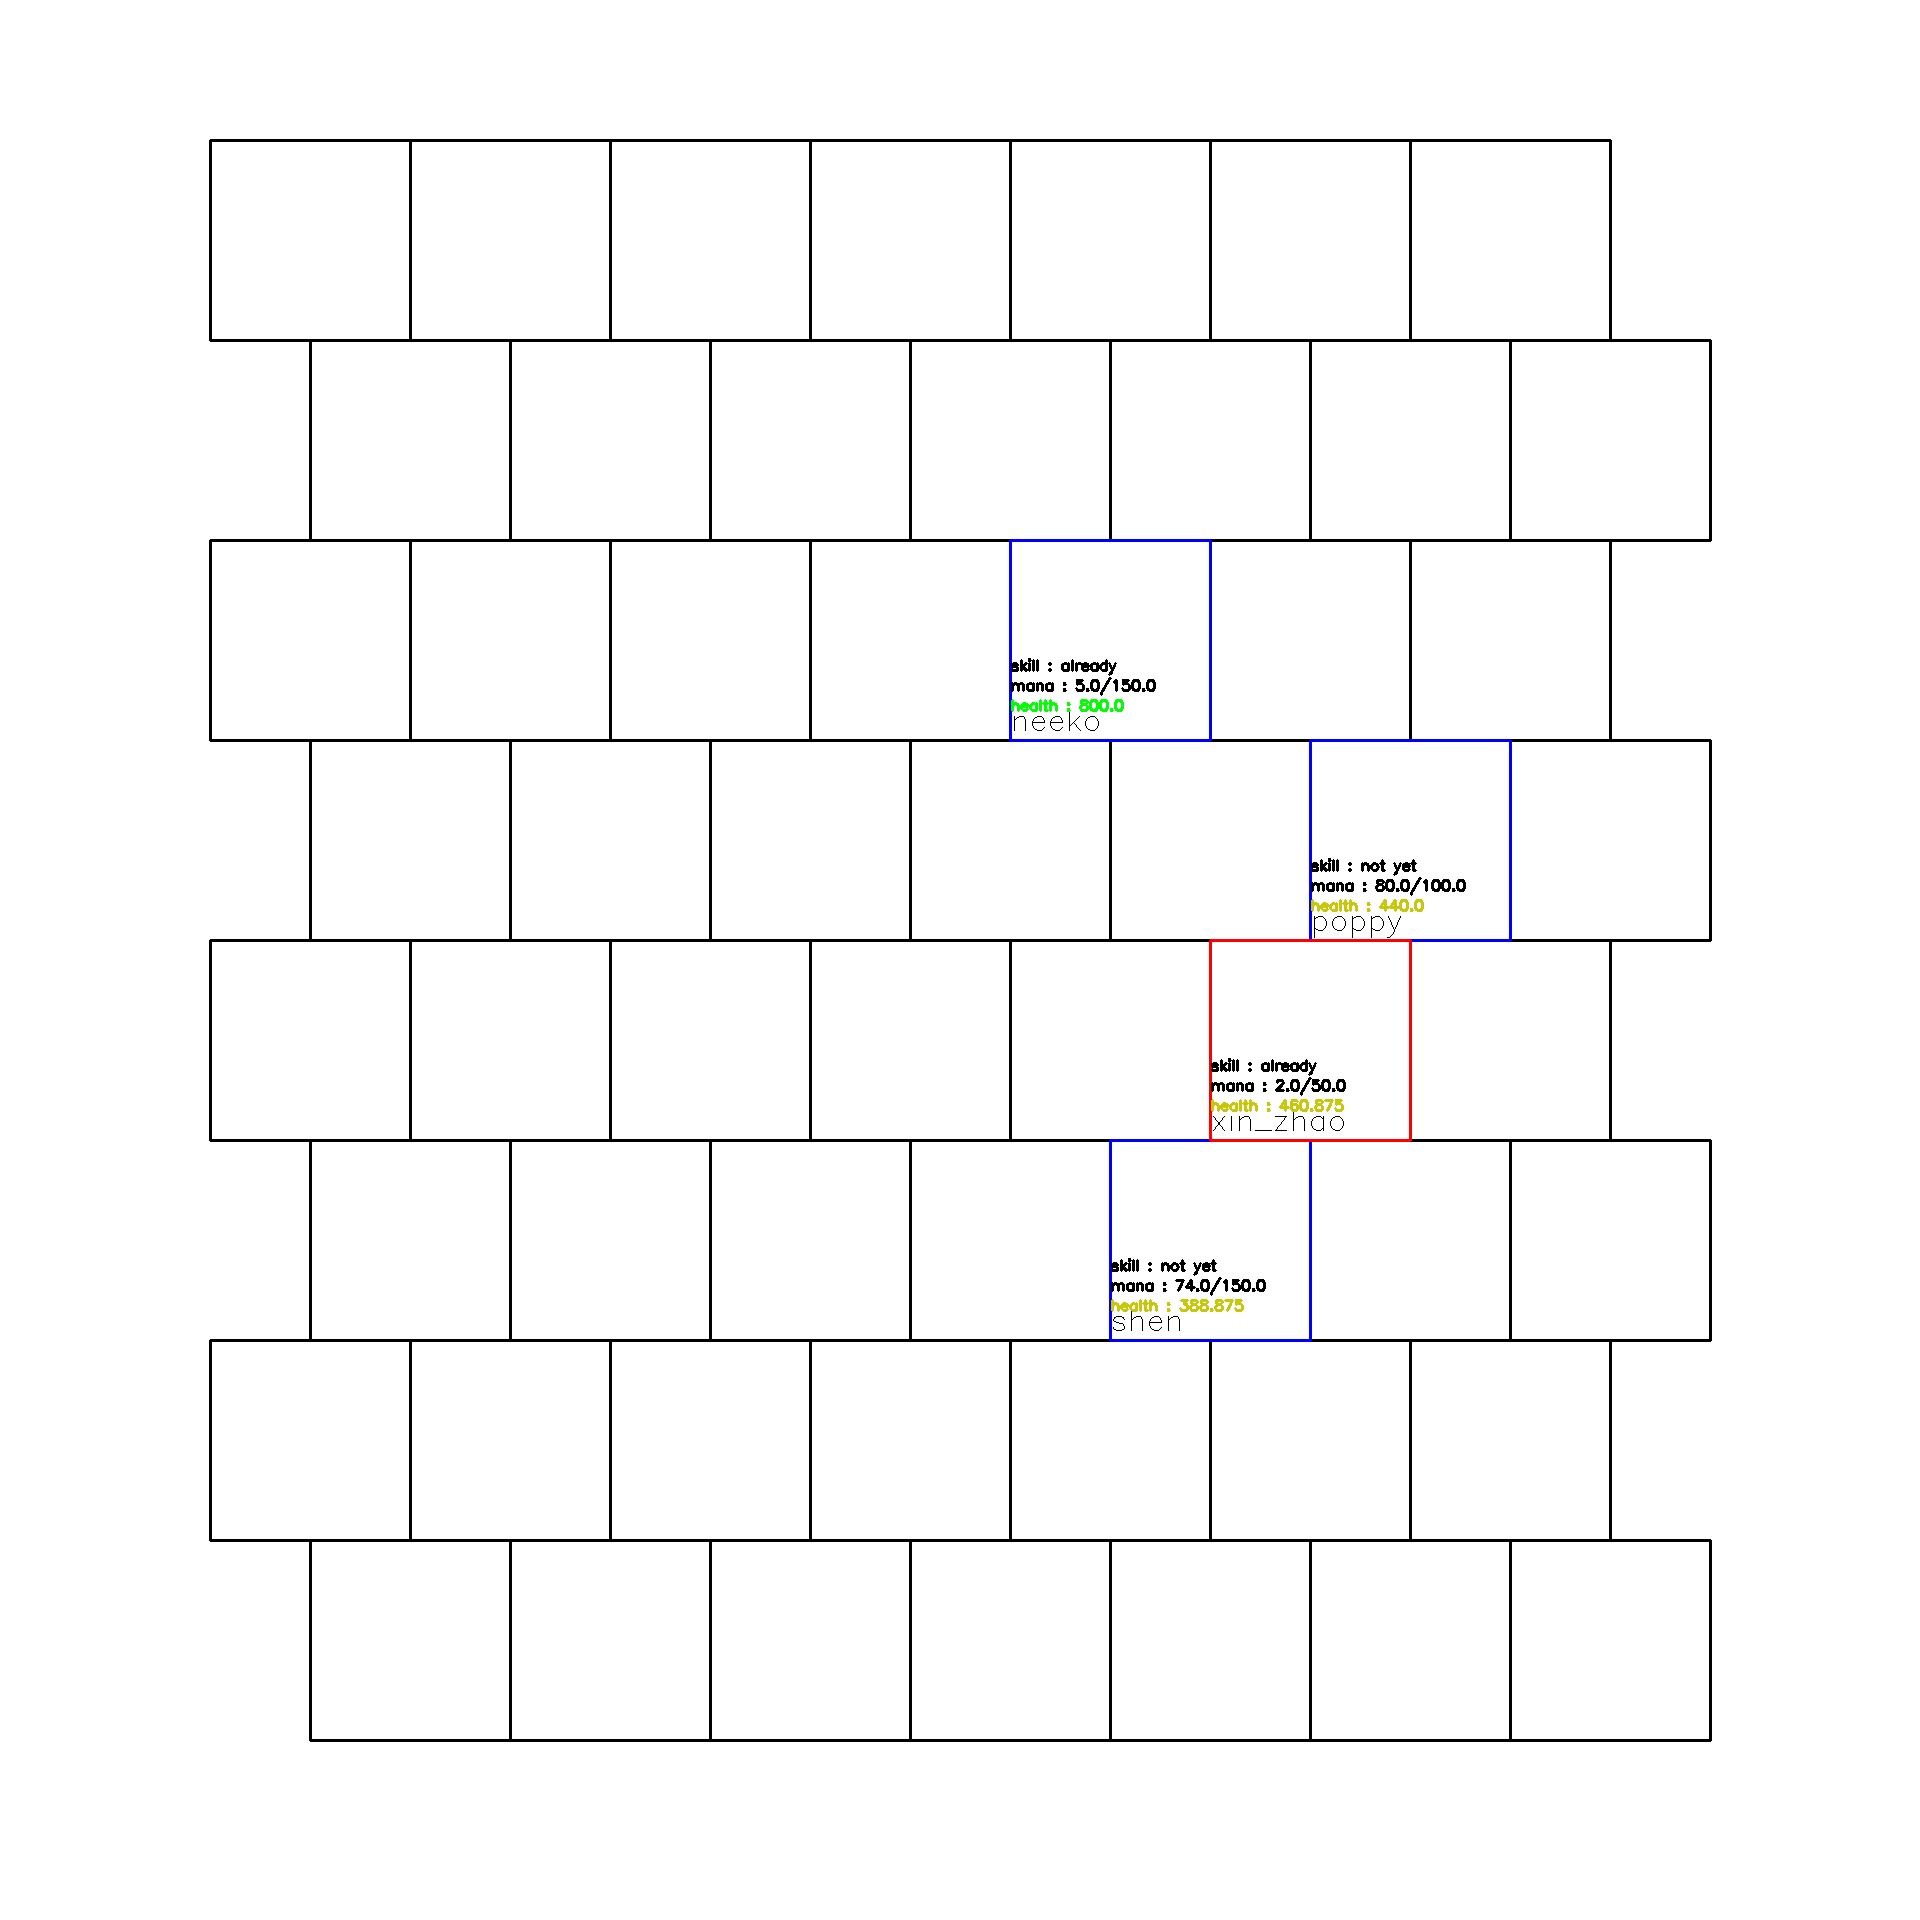 skill : already
mana : 5.0/150.0
health : 800.0
neeko
skill : not yet
mana : 80.0/100.0
health : 440.0
poppy
skill : already
mana : 2.0/50.0
health : 460.875
xin_zhao
skill : not yet
mana : 74.0/150.0
health : 388.875
shen